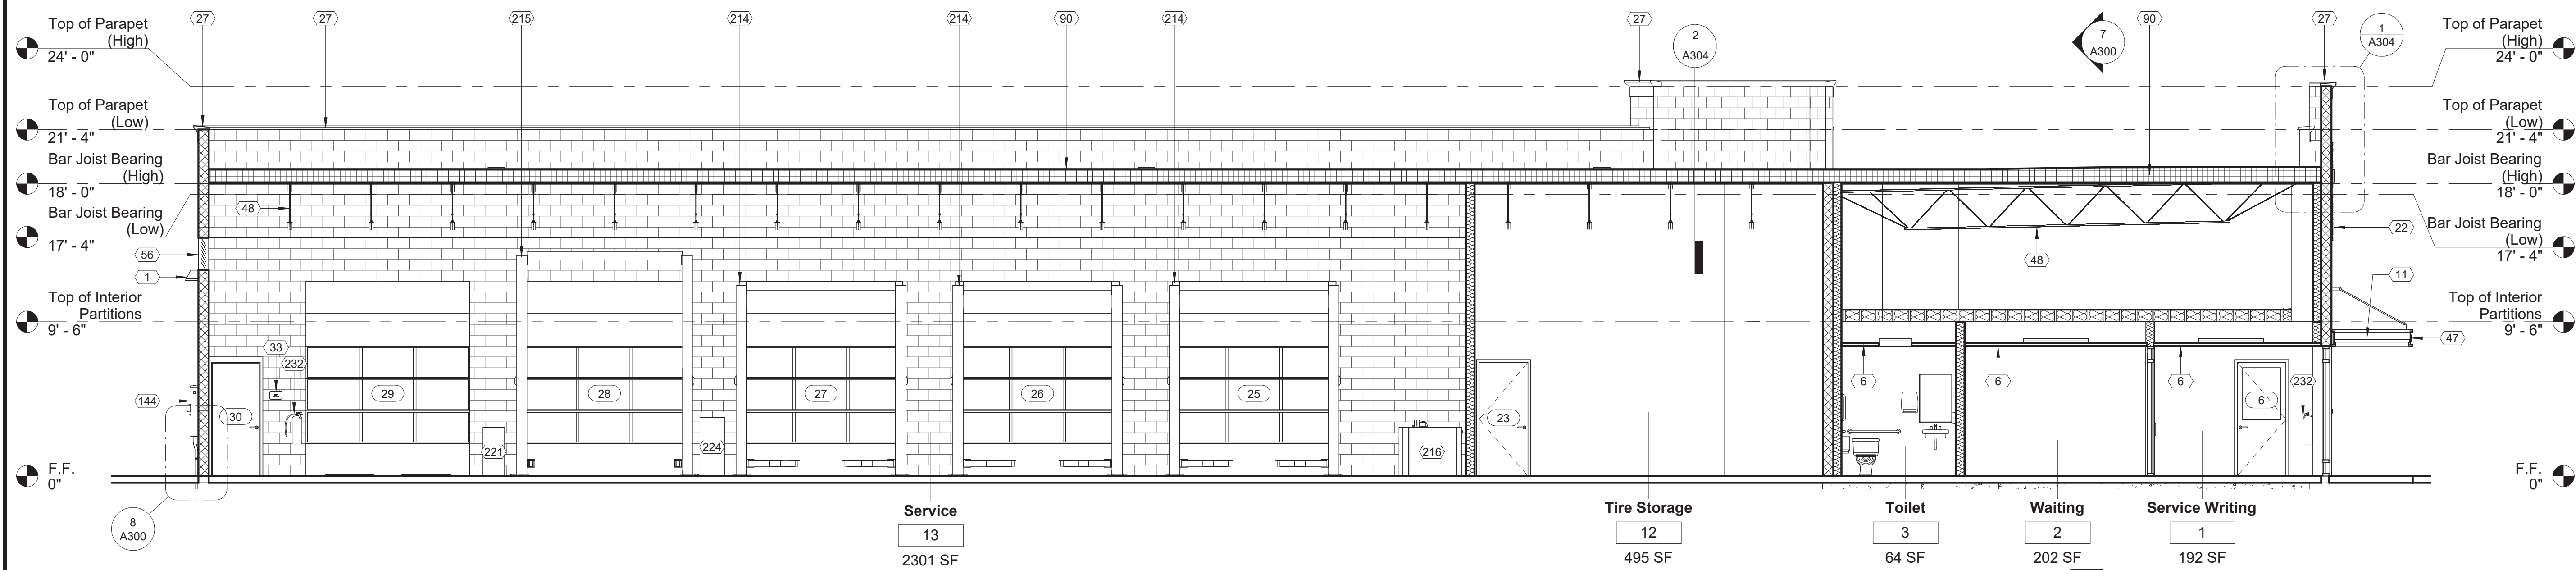 27
27
215
214
214
90
214
27
2
A304
7
A300
90
27
1
A304
Top of Parapet
(High)
24' - 0"
Top of Parapet
(Low)
21' - 4"
Bar Joist Bearing
(High)
18' - 0"
Bar Joist Bearing
(Low)
17' - 4"
Top of Interior
Partitions
9' - 6"
F.F.
0"
48
56
1
33
232
144
30
29
28
27
26
25
221
224
216
23
6
6
6
6
232
48
22
11
47
Top of Parapet
(High)
24' - 0"
Top of Parapet
(Low)
21' - 4"
Bar Joist Bearing
(High)
18' - 0"
Bar Joist Bearing
(Low)
17' - 4"
Top of Interior
Partitions
9' - 6"
F.F.
0"
8
A300
Service
13
2301 SF
Tire Storage
12
495 SF
Toilet
3
64 SF
Waiting
2
202 SF
Service Writing
1
192 SF